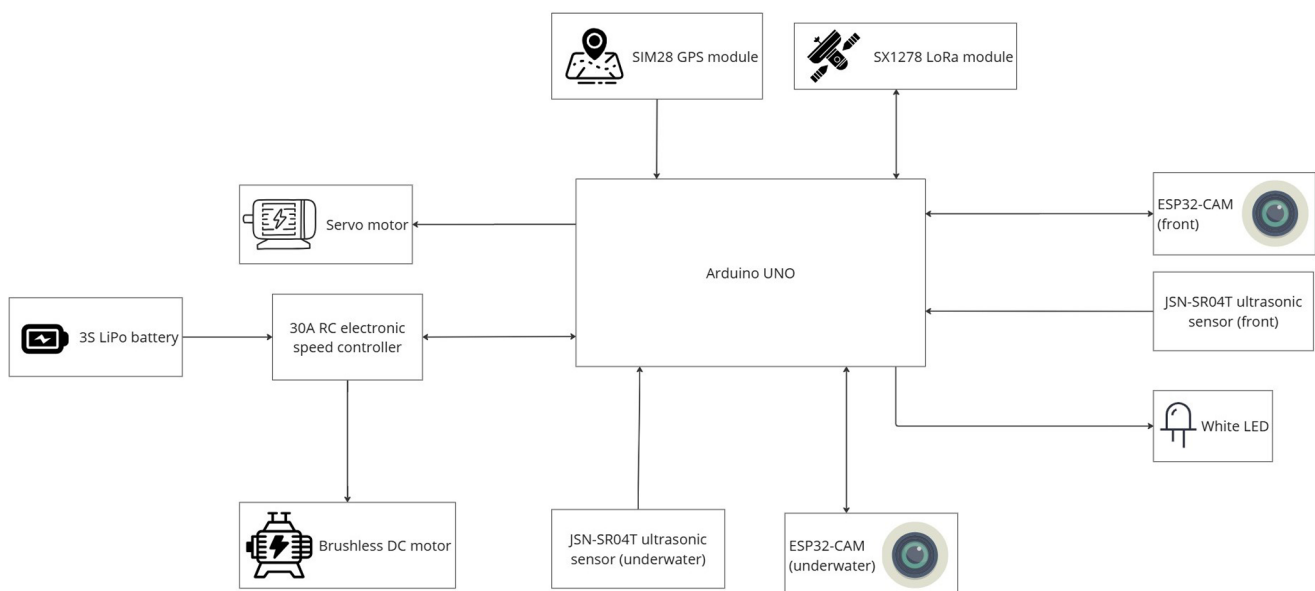 SIM28 GPS module
SX1278 LoRa module
Servo motor
ESP32-CAM
(front)
Arduino UNO
3S LiPo battery
30A RC electronic
speed controller
JSN-SR04T ultrasonic
sensor (front)
White LED
Brushless DC motor
JSN-SR04T ultrasonic
sensor (underwater)
ESP32-CAM
(underwater)